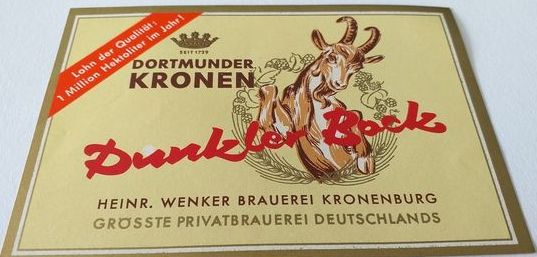 Lohn der Qualität:
1 Million Hektoliter im Jahr!
SEIT 1729
DORTMUNDER
KRONEN
Dunkler Bock
HEINR. WENKER BRAUEREI KRONENBURG
GRÖSSTE PRIVATBRAUEREI DEUTSCHLANDS